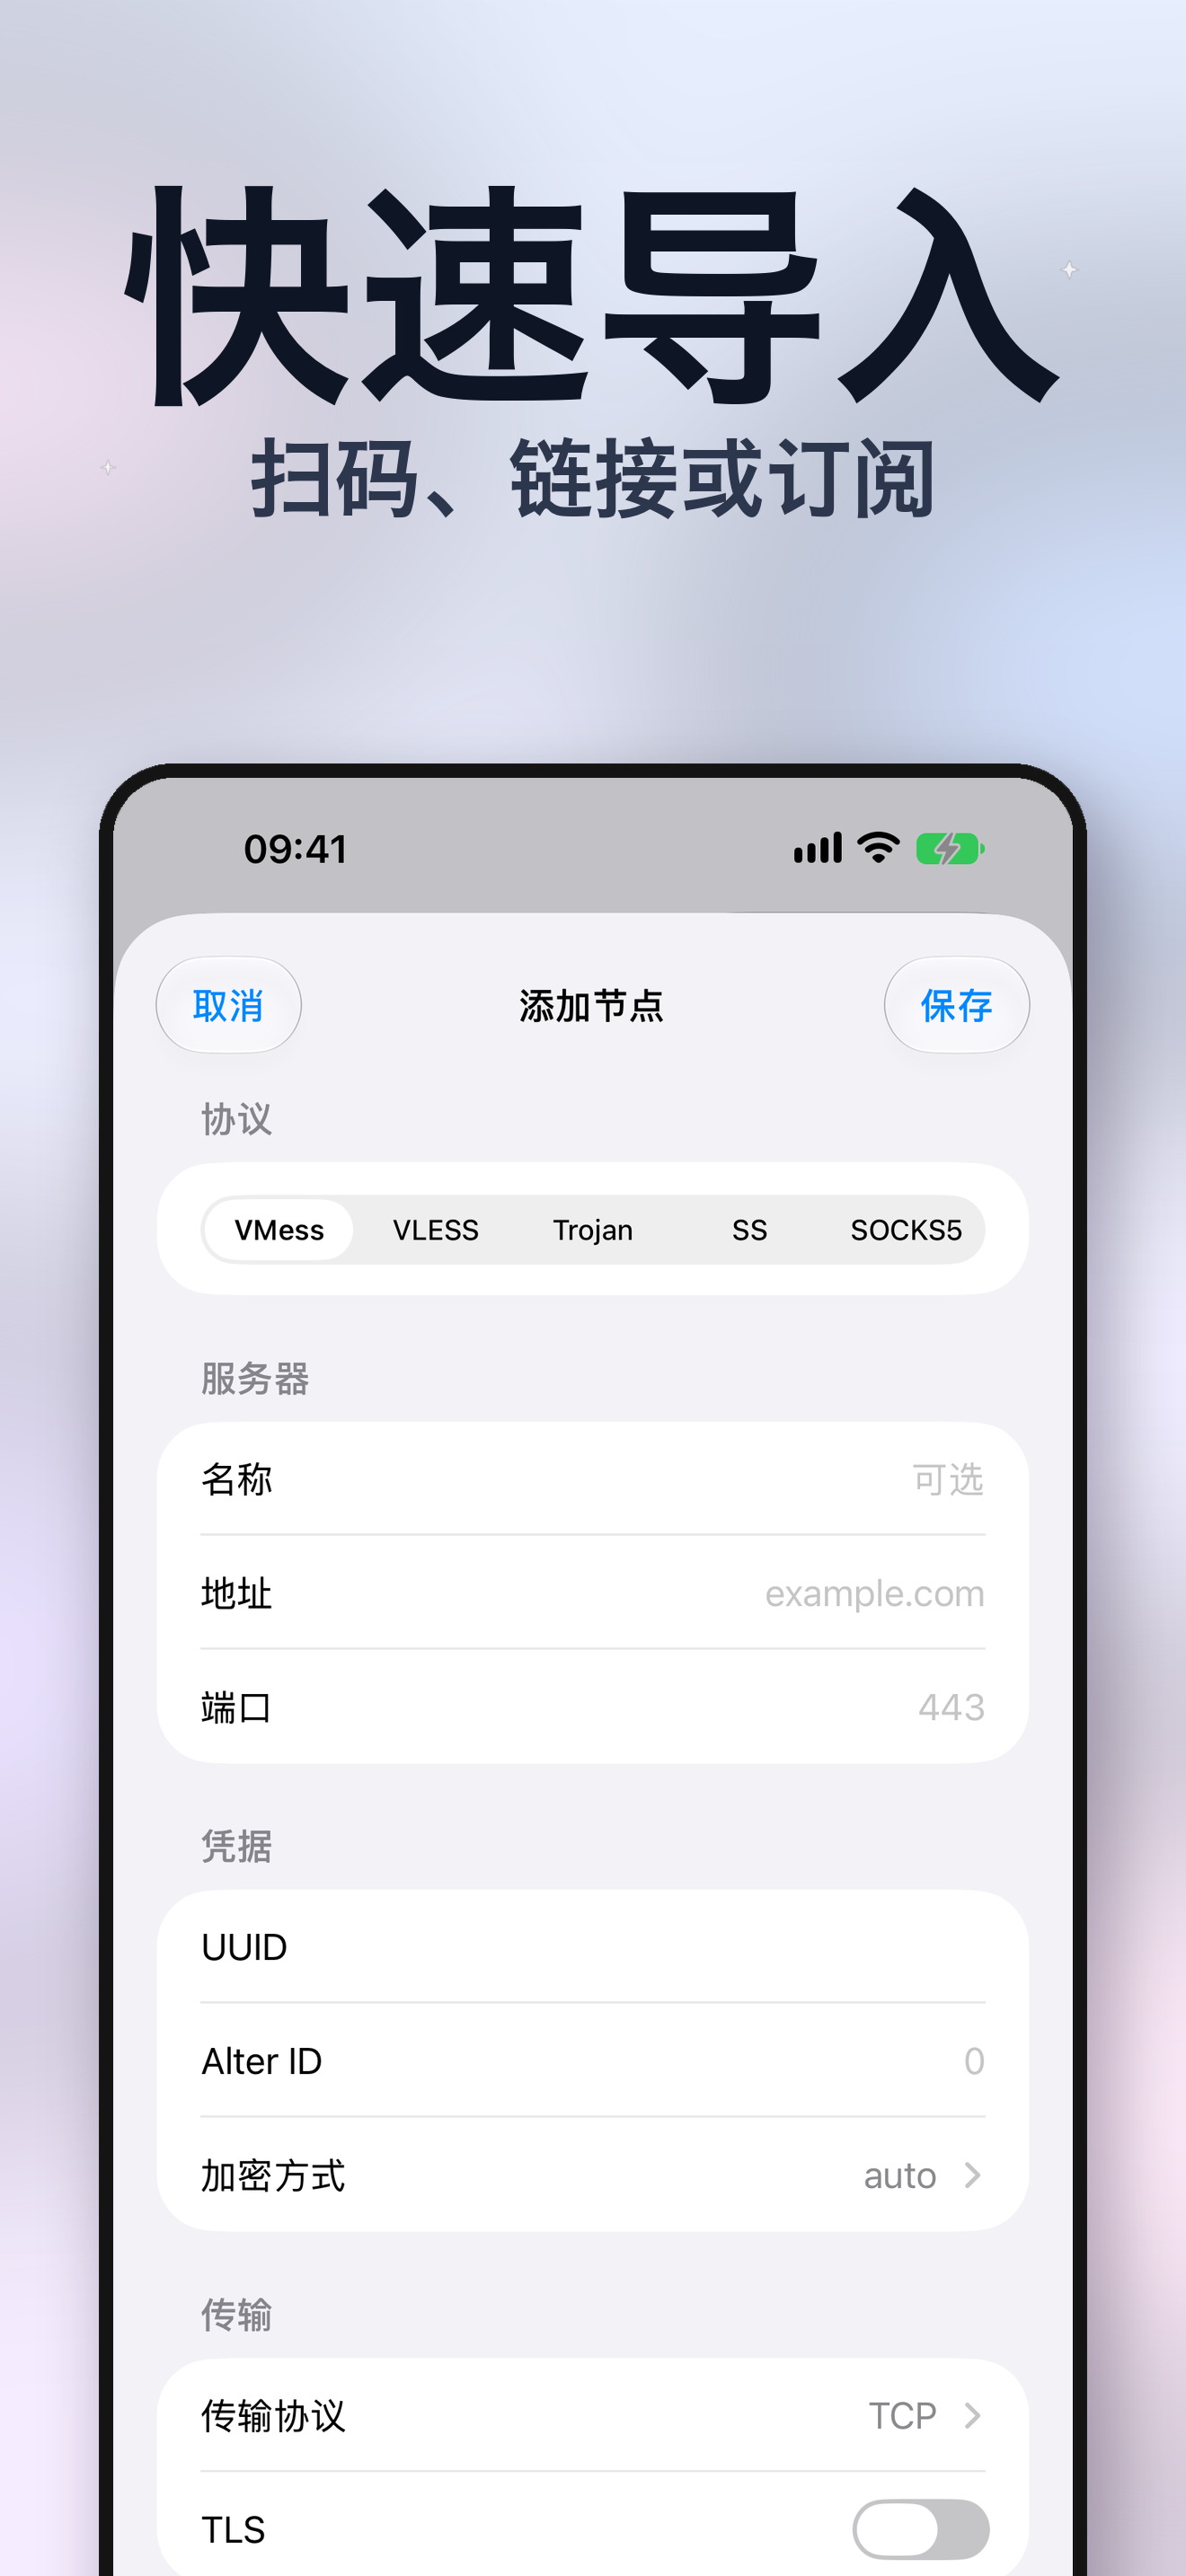 快速导入
扫码、链接或订阅
09:41
取消 添加节点 保存
协议
VMess VLESS Trojan SS SOCKS5
服务器
名称 可选
地址 example.com
端口 443
凭据
UUID
Alter ID 0
加密方式 auto
传输
传输协议 TCP
TLS